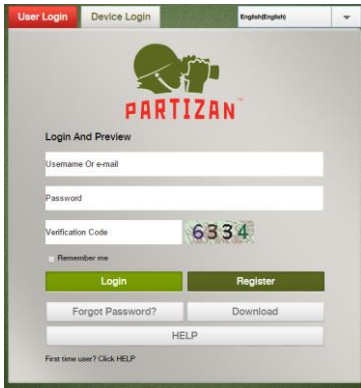 User Login Device Login English(English)
PARTIZAN™
Login And Preview
Username Or e-mail
Password
Verification Code 6334
Remember me
Login Register
Forgot Password? Download
HELP
First time user? Click HELP